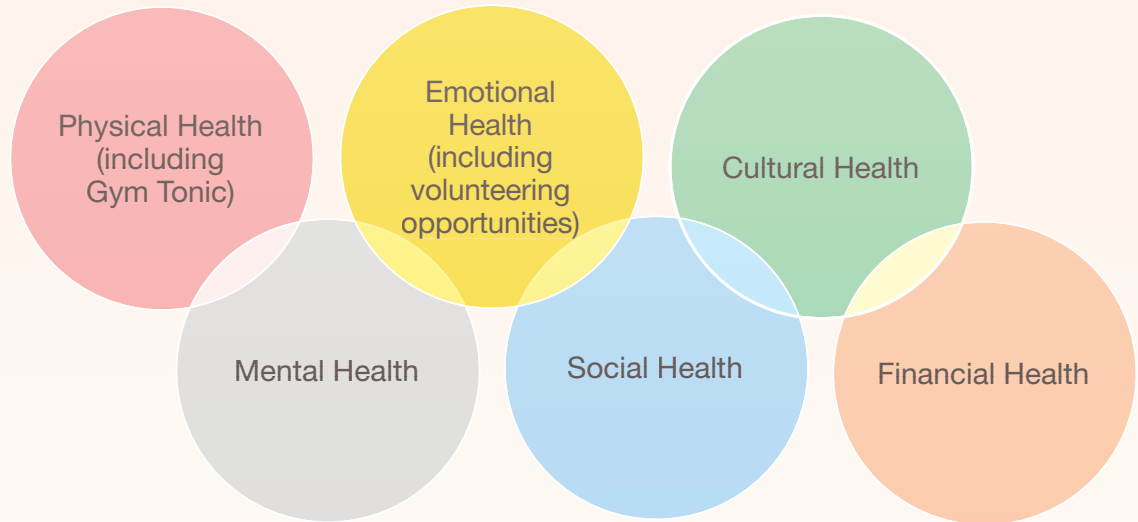 Physical Health
(including
Gym Tonic)
Emotional
Health
(including
volunteering
opportunities)
Cultural Health
Mental Health
Social Health
Financial Health